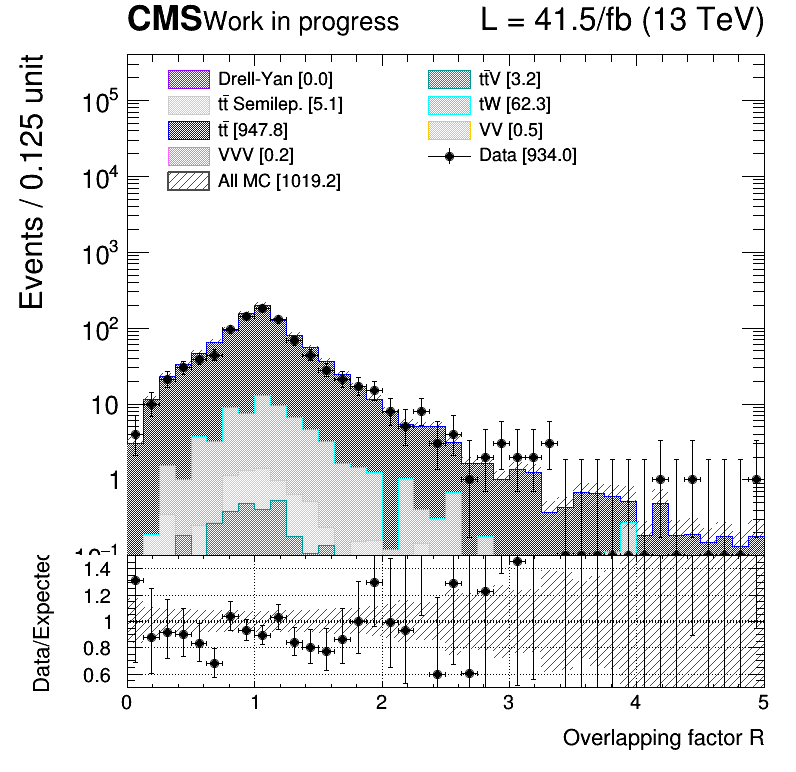 CMS Work in progress L = 41.5/fb (13 TeV)
Events / 0.125 unit
Drell-Yan [0.0]
tt̄ Semilep. [5.1]
tt̄ [947.8]
VVV [0.2]
All MC [1019.2]
tt̄V [3.2]
tW [62.3]
VV [0.5]
Data [934.0]
10⁵
10⁴
10³
10²
10
1
10⁻¹
Data/Expected
1.4
1.2
1
0.8
0.6
0 1 2 3 4 5
Overlapping factor R